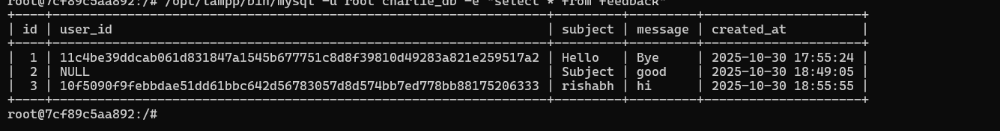 root@7cf89c5aa892:/# /opt/lampp/bin/mysql -u root charlie_db -e "select * from feedback"
+----+------------------------------------------------------------------+---------+---------+---------------------+
| id | user_id | subject | message | created_at |
+----+------------------------------------------------------------------+---------+---------+---------------------+
| 1 | 11c4be39ddcab061d831847a1545b677751c8d8f39810d49283a821e259517a2 | Hello | Bye | 2025-10-30 17:55:24 |
| 2 | NULL | Subject | good | 2025-10-30 18:49:05 |
| 3 | 10f5090f9febbdae51dd61bbc642d56783057d8d574bb7ed778bb88175206333 | rishabh | hi | 2025-10-30 18:55:55 |
+----+------------------------------------------------------------------+---------+---------+---------------------+
root@7cf89c5aa892:/#